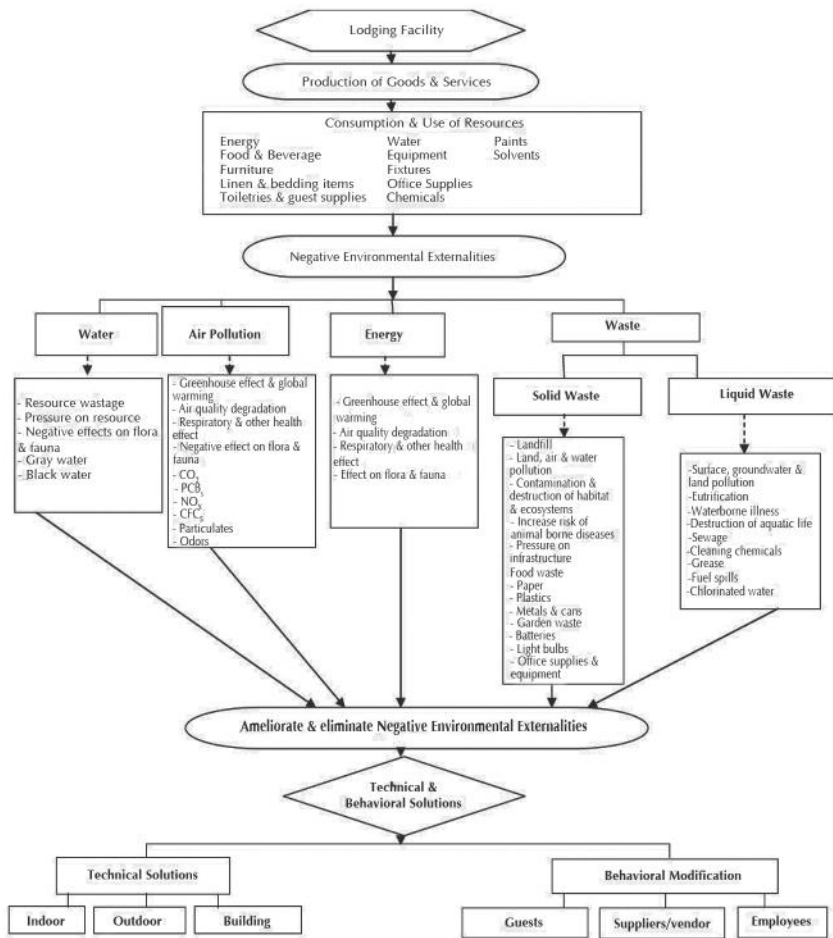 Lodging Facility
Production of Goods & Services
Consumption & Use of Resources
Energy
Food & Beverage
Furniture
Linen & bedding items
Toiletries & guest supplies
Water
Equipment
Fixtures
Office Supplies
Chemicals
Paints
Solvents
Negative Environmental Externalities
Water
Air Pollution
Energy
Waste
Solid Waste
Liquid Waste
- Resource wastage
- Pressure on resource
- Negative effects on flora
& fauna
- Gray water
- Black water
- Greenhouse effect & global
warming
- Air quality degradation
- Respiratory & other health
effect
- Negative effect on flora &
fauna
- CO2
- PCBs
- NOs
- CFCs
- Particulates
- Odors
- Greenhouse effect & global
warming
- Air quality degradation
- Respiratory & other health
effect
- Effect on flora & fauna
- Landfill
- Land, air & water
pollution
- Contamination &
destruction of habitat
& ecosystems
- Increase risk of
animal borne diseases
- Pressure on
infrastructure
Food waste
- Paper
- Plastics
- Metals & cans
- Garden waste
- Batteries
- Light bulbs
- Office supplies &
equipment
-Surface, groundwater &
land pollution
-Eutrification
-Waterborne illness
-Destruction of aquatic life
-Sewage
-Cleaning chemicals
-Grease
-Fuel spills
-Chlorinated water
Ameliorate & eliminate Negative Environmental Externalities
Technical &
Behavioral Solutions
Technical Solutions
Behavioral Modification
Indoor
Outdoor
Building
Guests
Suppliers/vendor
Employees